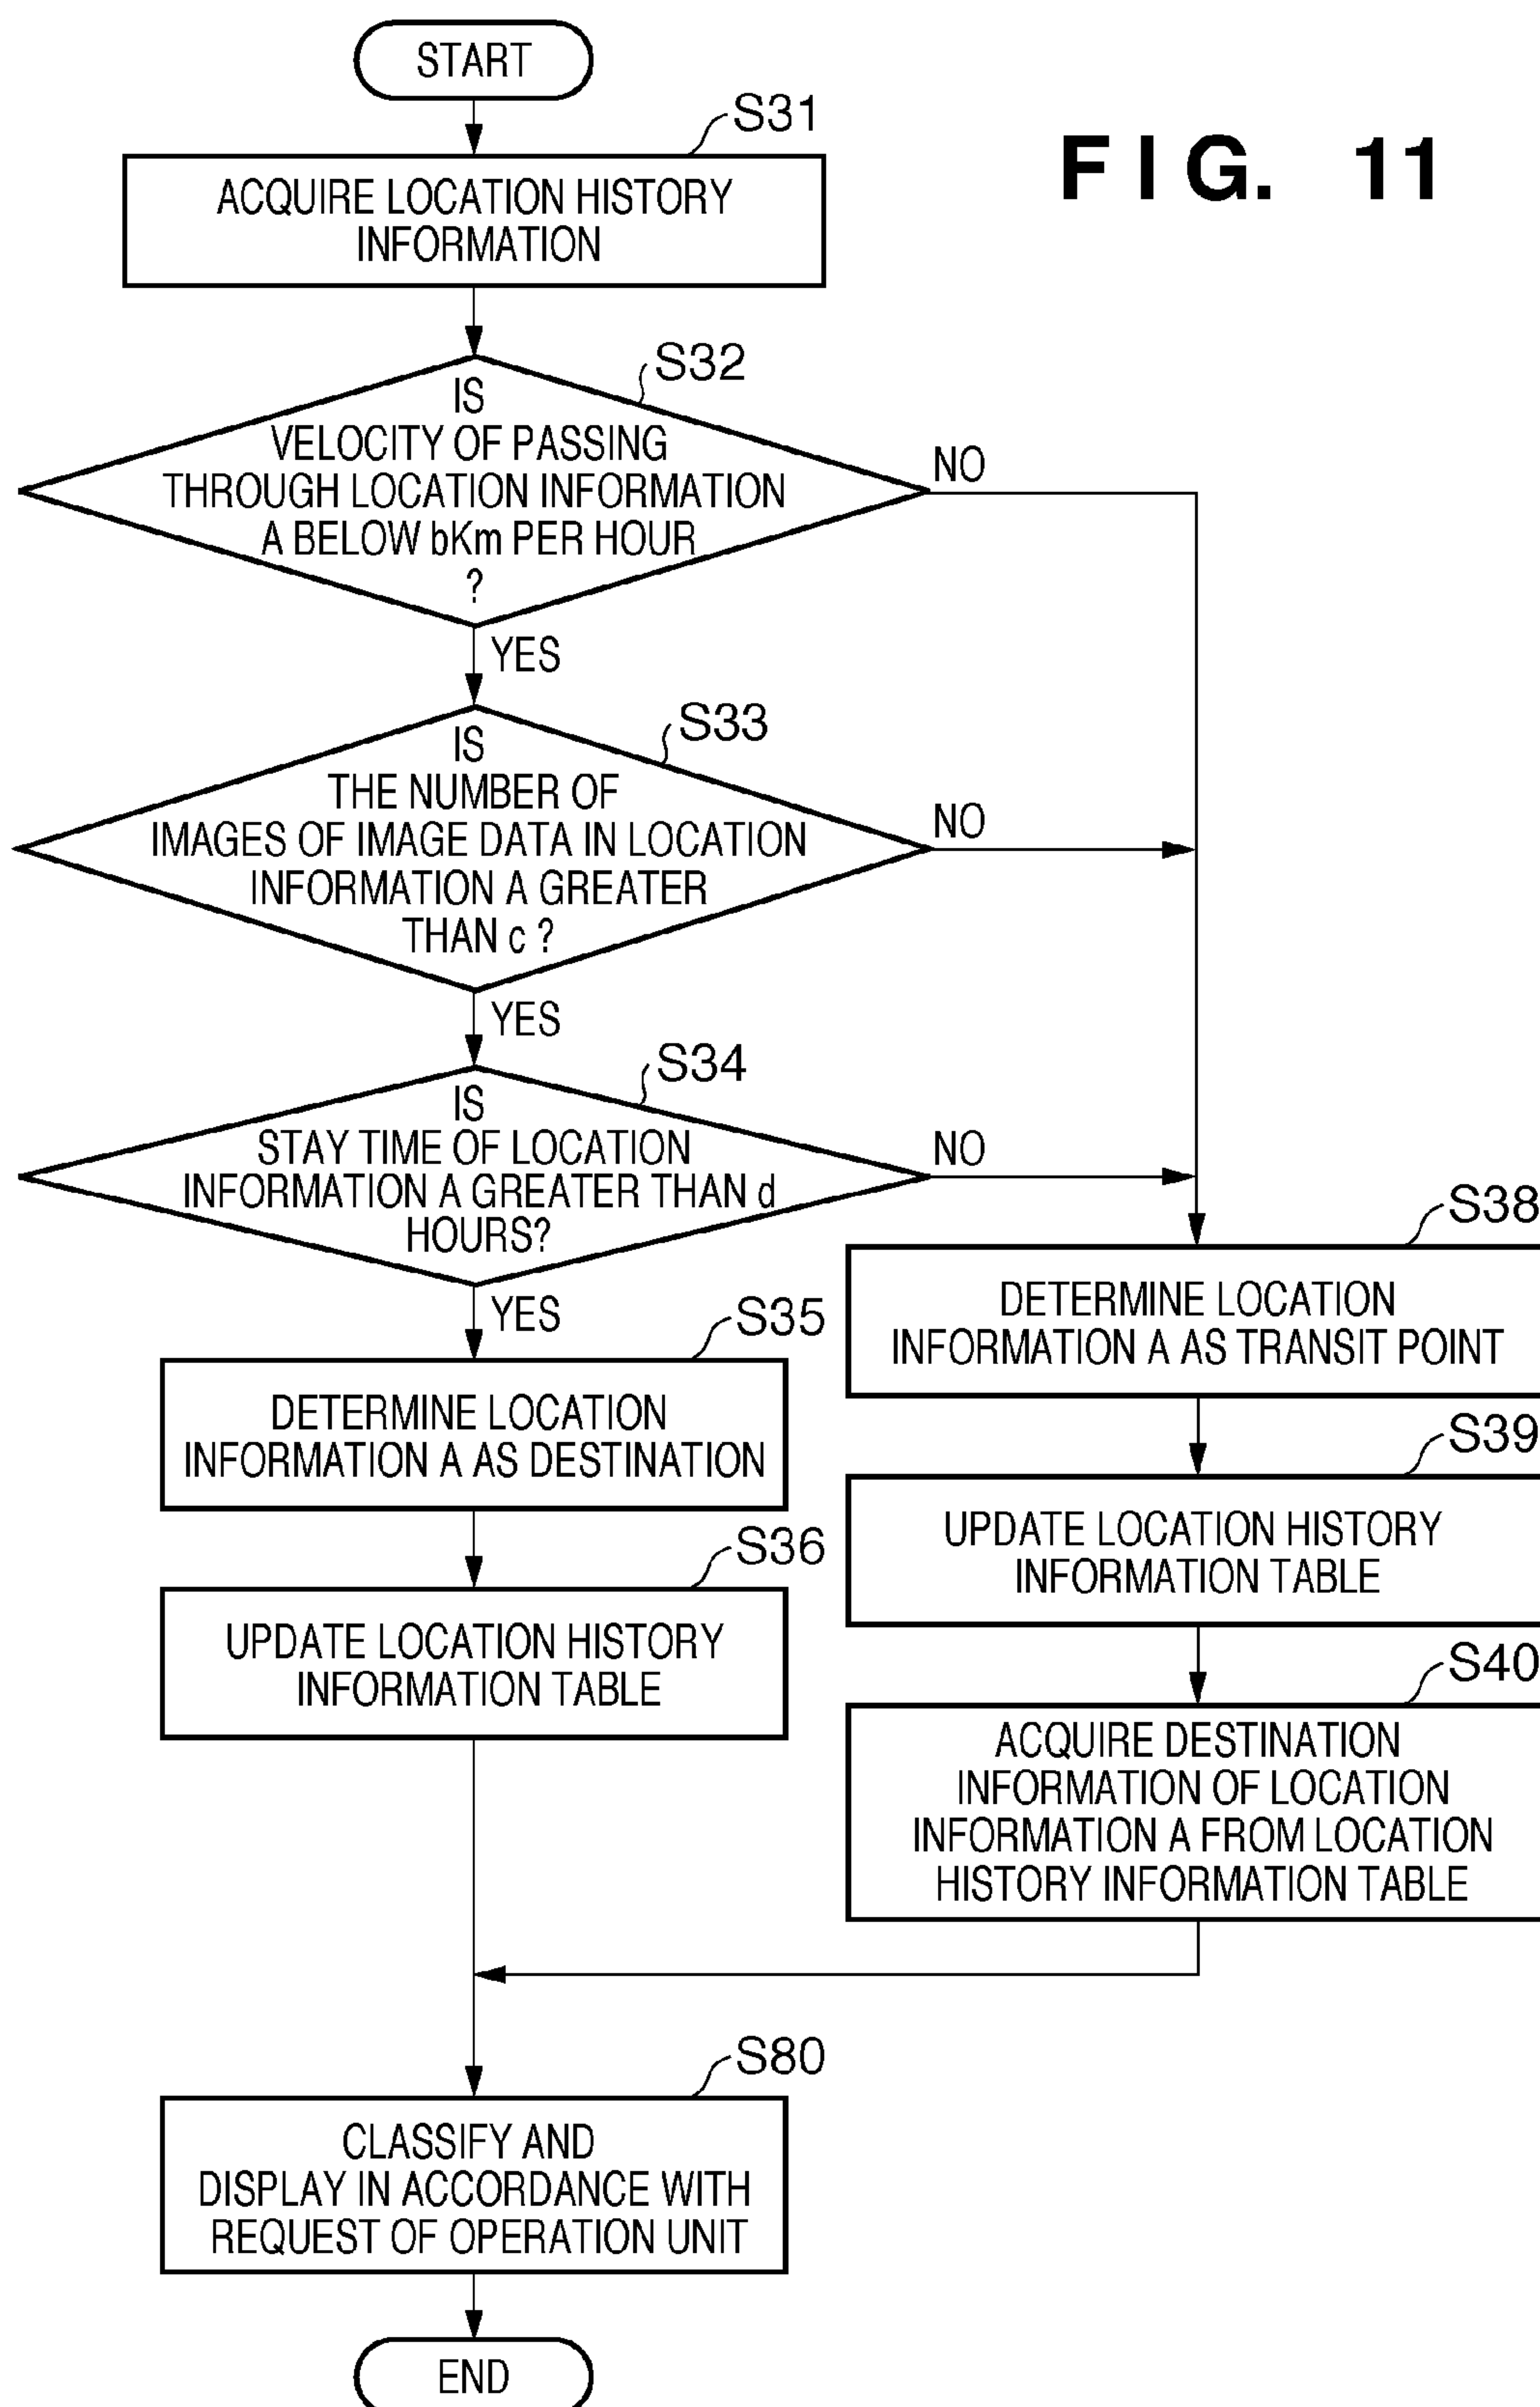 START
S31
FIG. 11
ACQUIRE LOCATION HISTORY
INFORMATION
S32
IS
VELOCITY OF PASSING
THROUGH LOCATION INFORMATION
A BELOW bKm PER HOUR
?
NO
YES
S33
IS
THE NUMBER OF
IMAGES OF IMAGE DATA IN LOCATION
INFORMATION A GREATER
THAN c ?
NO
YES
S34
IS
STAY TIME OF LOCATION
INFORMATION A GREATER THAN d
HOURS?
NO
YES
S35
DETERMINE LOCATION
INFORMATION A AS DESTINATION
S36
UPDATE LOCATION HISTORY
INFORMATION TABLE
S38
DETERMINE LOCATION
INFORMATION A AS TRANSIT POINT
S39
UPDATE LOCATION HISTORY
INFORMATION TABLE
S40
ACQUIRE DESTINATION
INFORMATION OF LOCATION
INFORMATION A FROM LOCATION
HISTORY INFORMATION TABLE
S80
CLASSIFY AND
DISPLAY IN ACCORDANCE WITH
REQUEST OF OPERATION UNIT
END